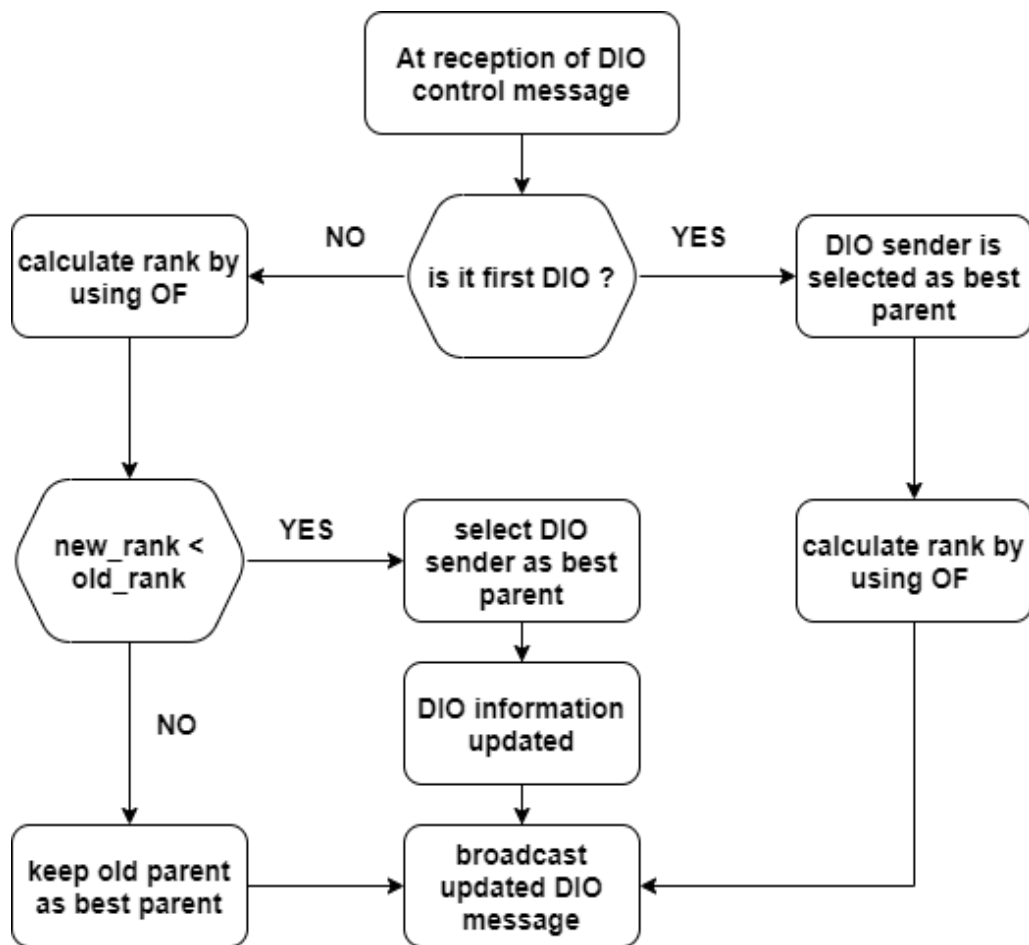 At reception of DIO
control message
NO
YES
is it first DIO ?
calculate rank by
using OF
DIO sender is
selected as best
parent
new_rank <
old_rank
YES
select DIO
sender as best
parent
calculate rank by
using OF
DIO information
updated
NO
keep old parent
as best parent
broadcast
updated DIO
message